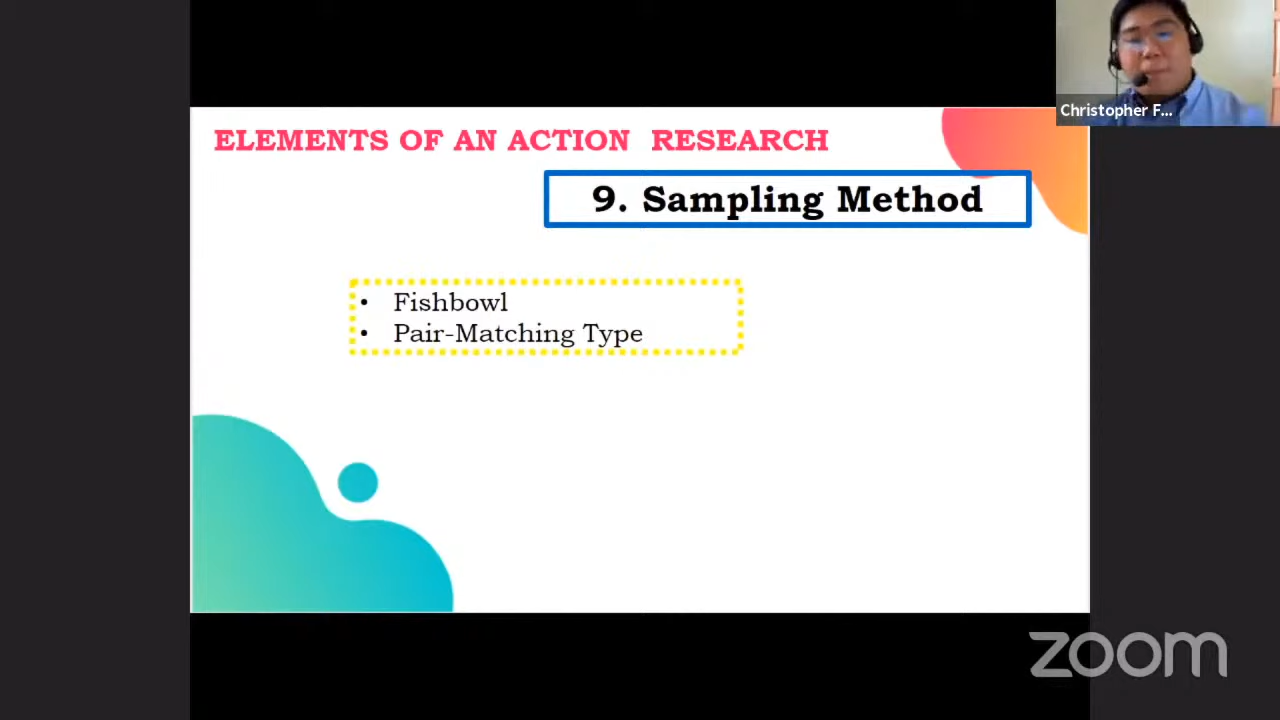 Christopher F...
ELEMENTS OF AN ACTION RESEARCH
9. Sampling Method
• Fishbowl
• Pair-Matching Type
zoom